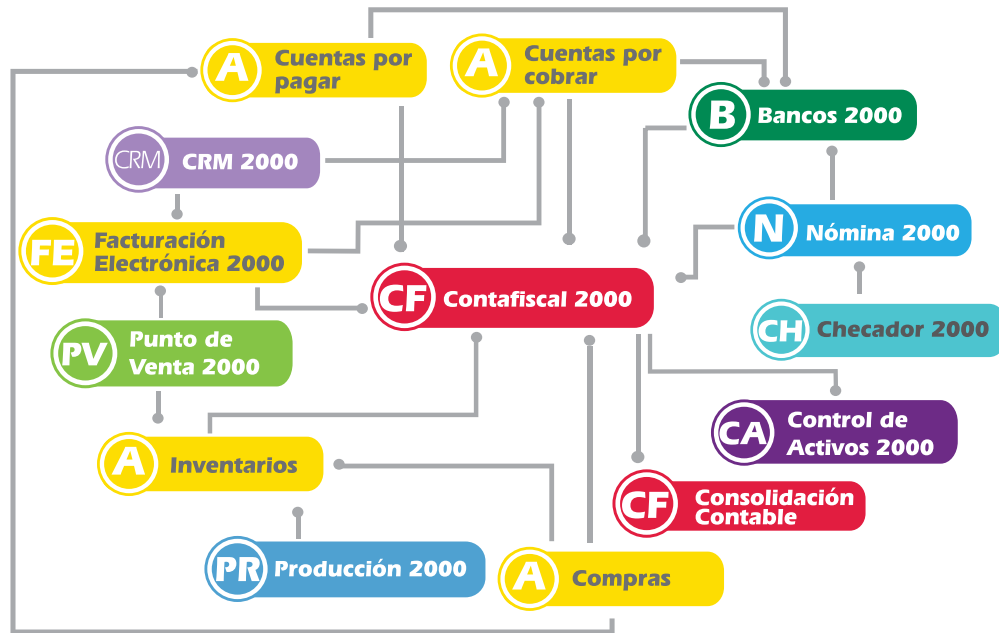 A
Cuentas por
pagar
A
Cuentas por
cobrar
B
Bancos 2000
CRM
CRM 2000
N
Nómina 2000
FE
Facturación
Electrónica 2000
CF
Contafiscal 2000
CH
Checador 2000
PV
Punto de
Venta 2000
CA
Control de
Activos 2000
A
Inventarios
CF
Consolidación
Contable
PR
Producción 2000
A
Compras